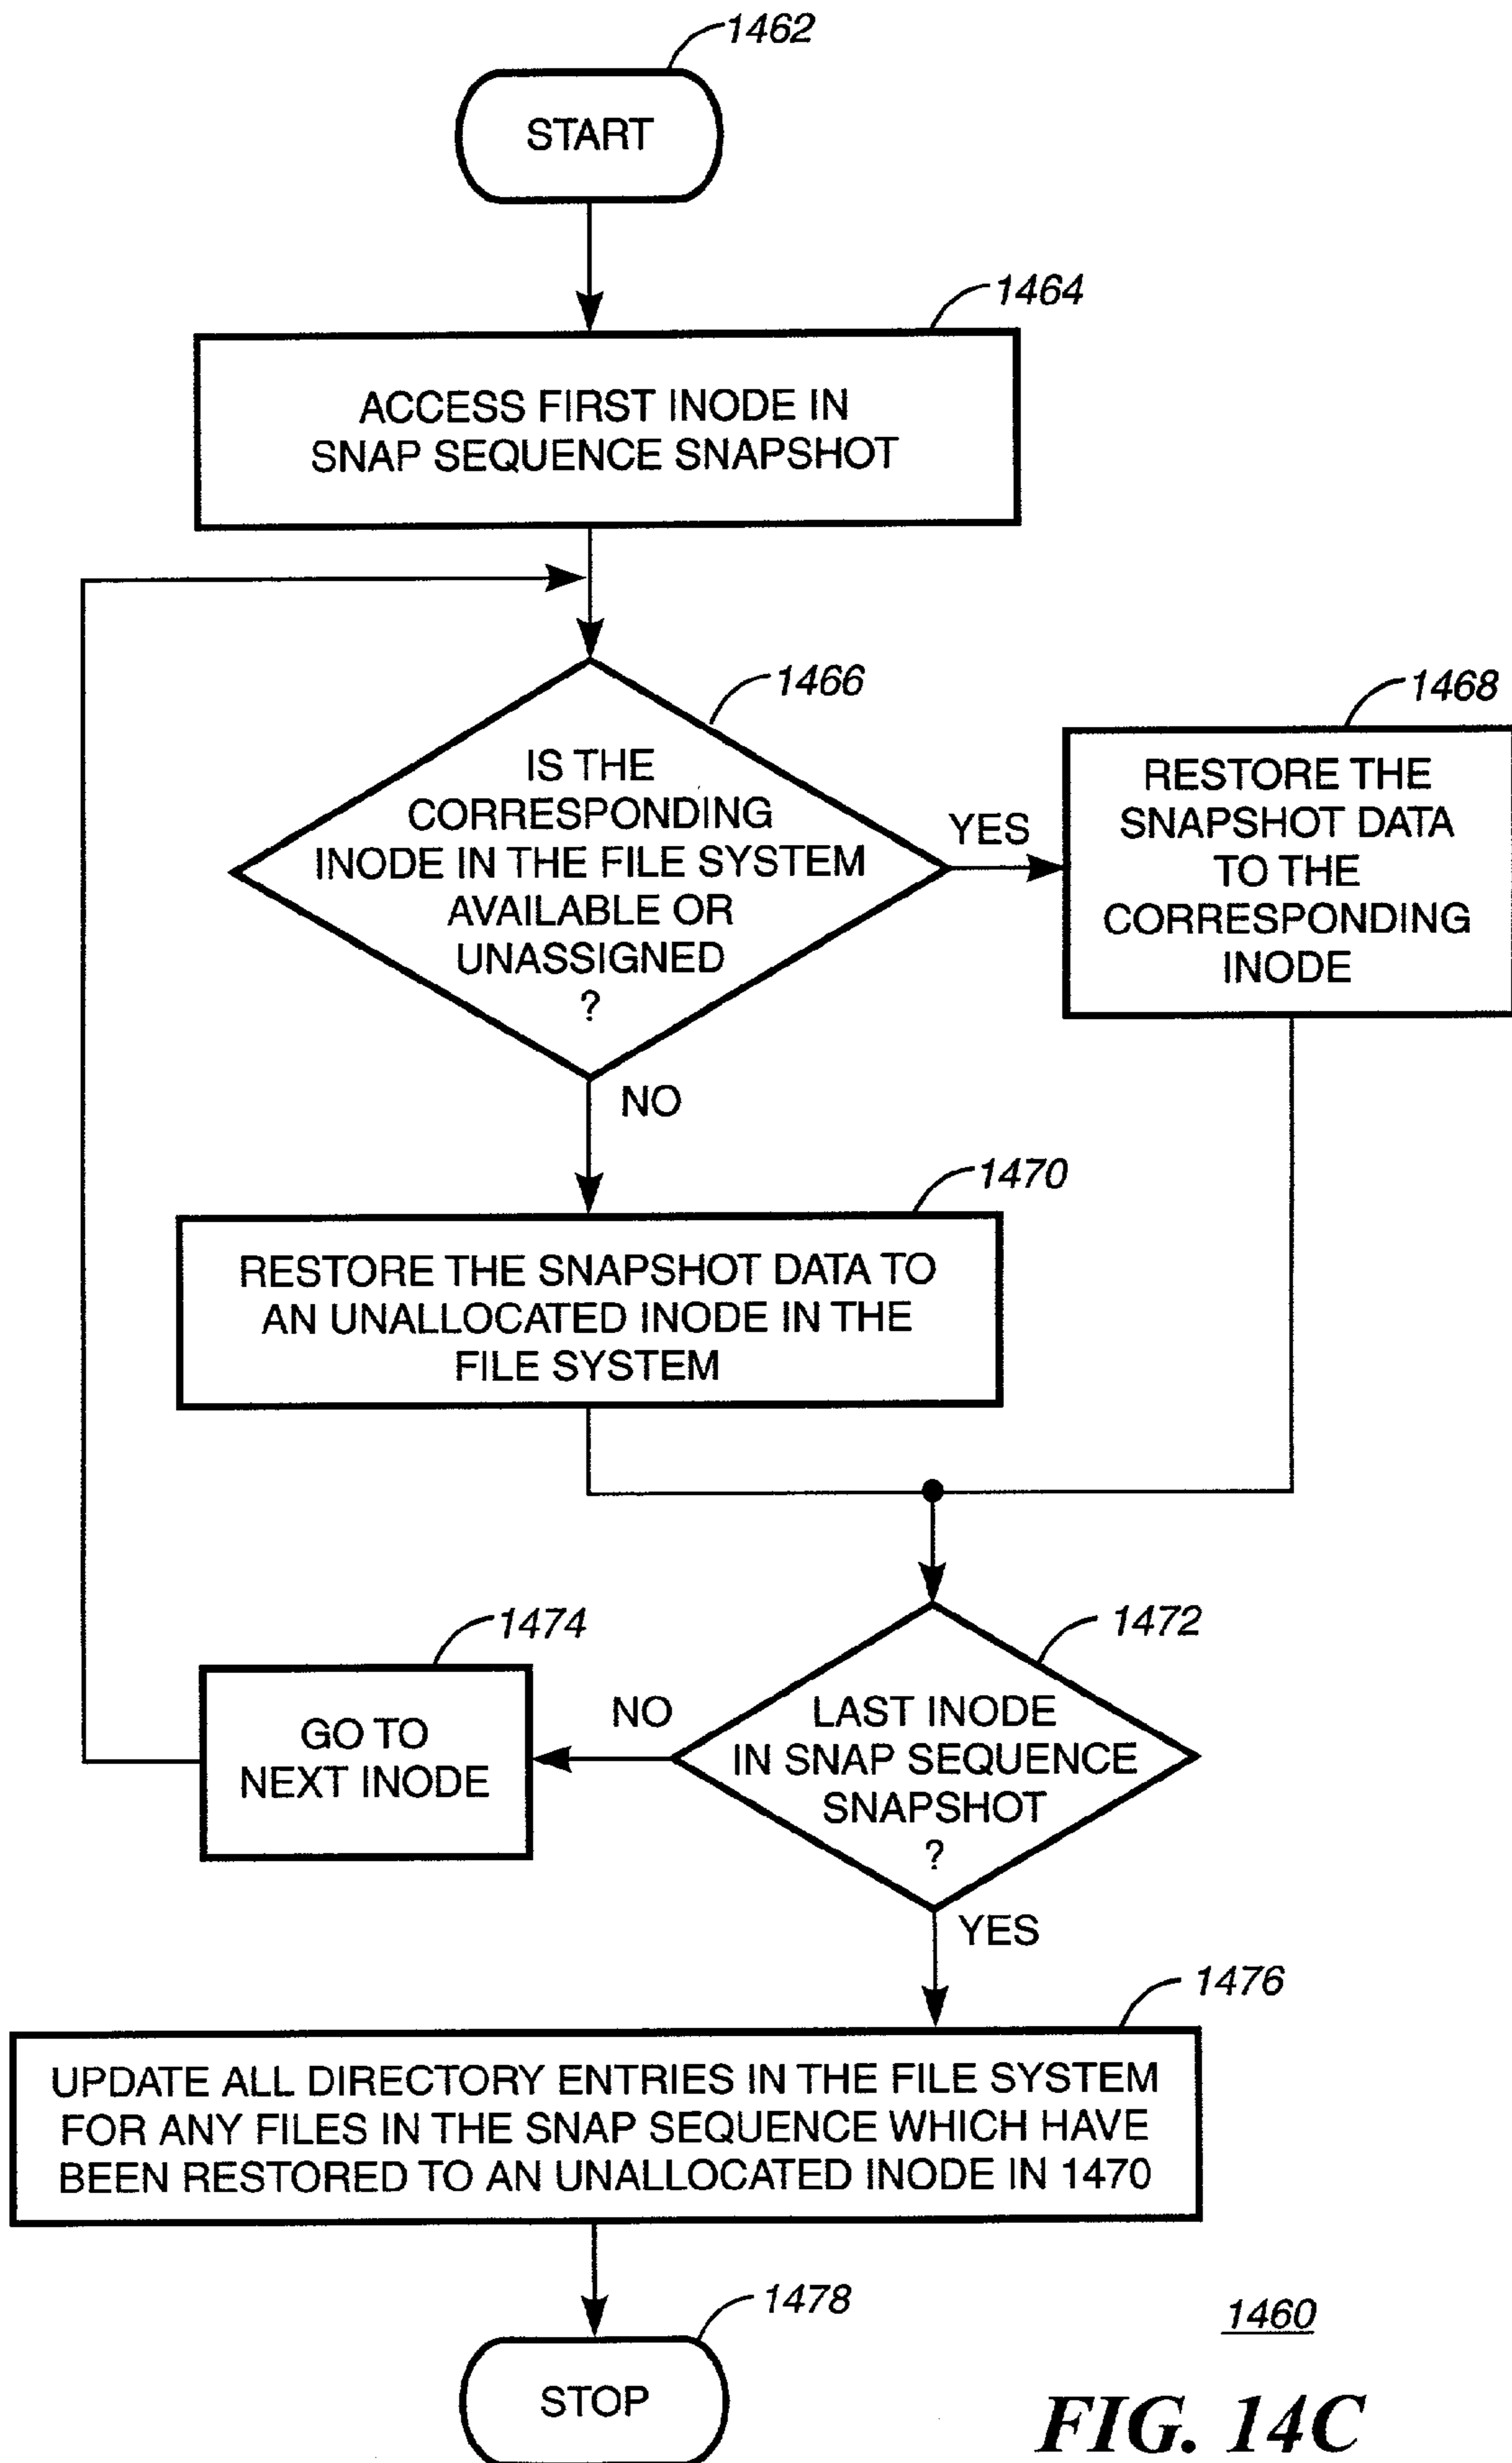 1462
START
1464
ACCESS FIRST INODE IN
SNAP SEQUENCE SNAPSHOT
1466
IS THE
CORRESPONDING
INODE IN THE FILE SYSTEM
AVAILABLE OR
UNASSIGNED
?
YES
1468
RESTORE THE
SNAPSHOT DATA
TO THE
CORRESPONDING
INODE
NO
1470
RESTORE THE SNAPSHOT DATA TO
AN UNALLOCATED INODE IN THE
FILE SYSTEM
1472
LAST INODE
IN SNAP SEQUENCE
SNAPSHOT
?
NO
1474
GO TO
NEXT INODE
YES
1476
UPDATE ALL DIRECTORY ENTRIES IN THE FILE SYSTEM
FOR ANY FILES IN THE SNAP SEQUENCE WHICH HAVE
BEEN RESTORED TO AN UNALLOCATED INODE IN 1470
1478
STOP
1460
FIG. 14C